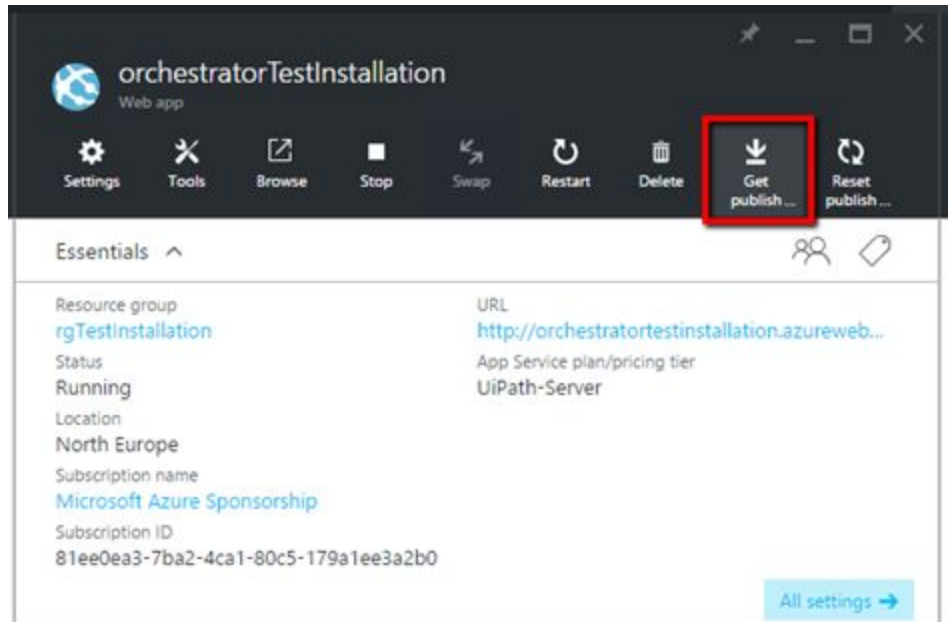 orchestratorTestInstallation
Web app
Settings
Tools
Browse
Stop
Swap
Restart
Delete
Get
publish ...
Reset
publish ...
Essentials
Resource group
rgTestInstallation
Status
Running
Location
North Europe
Subscription name
Microsoft Azure Sponsorship
Subscription ID
81ee0ea3-7ba2-4ca1-80c5-179a1ee3a2b0
URL
http://orchestratortestinstallation.azureweb...
App Service plan/pricing tier
UiPath-Server
All settings